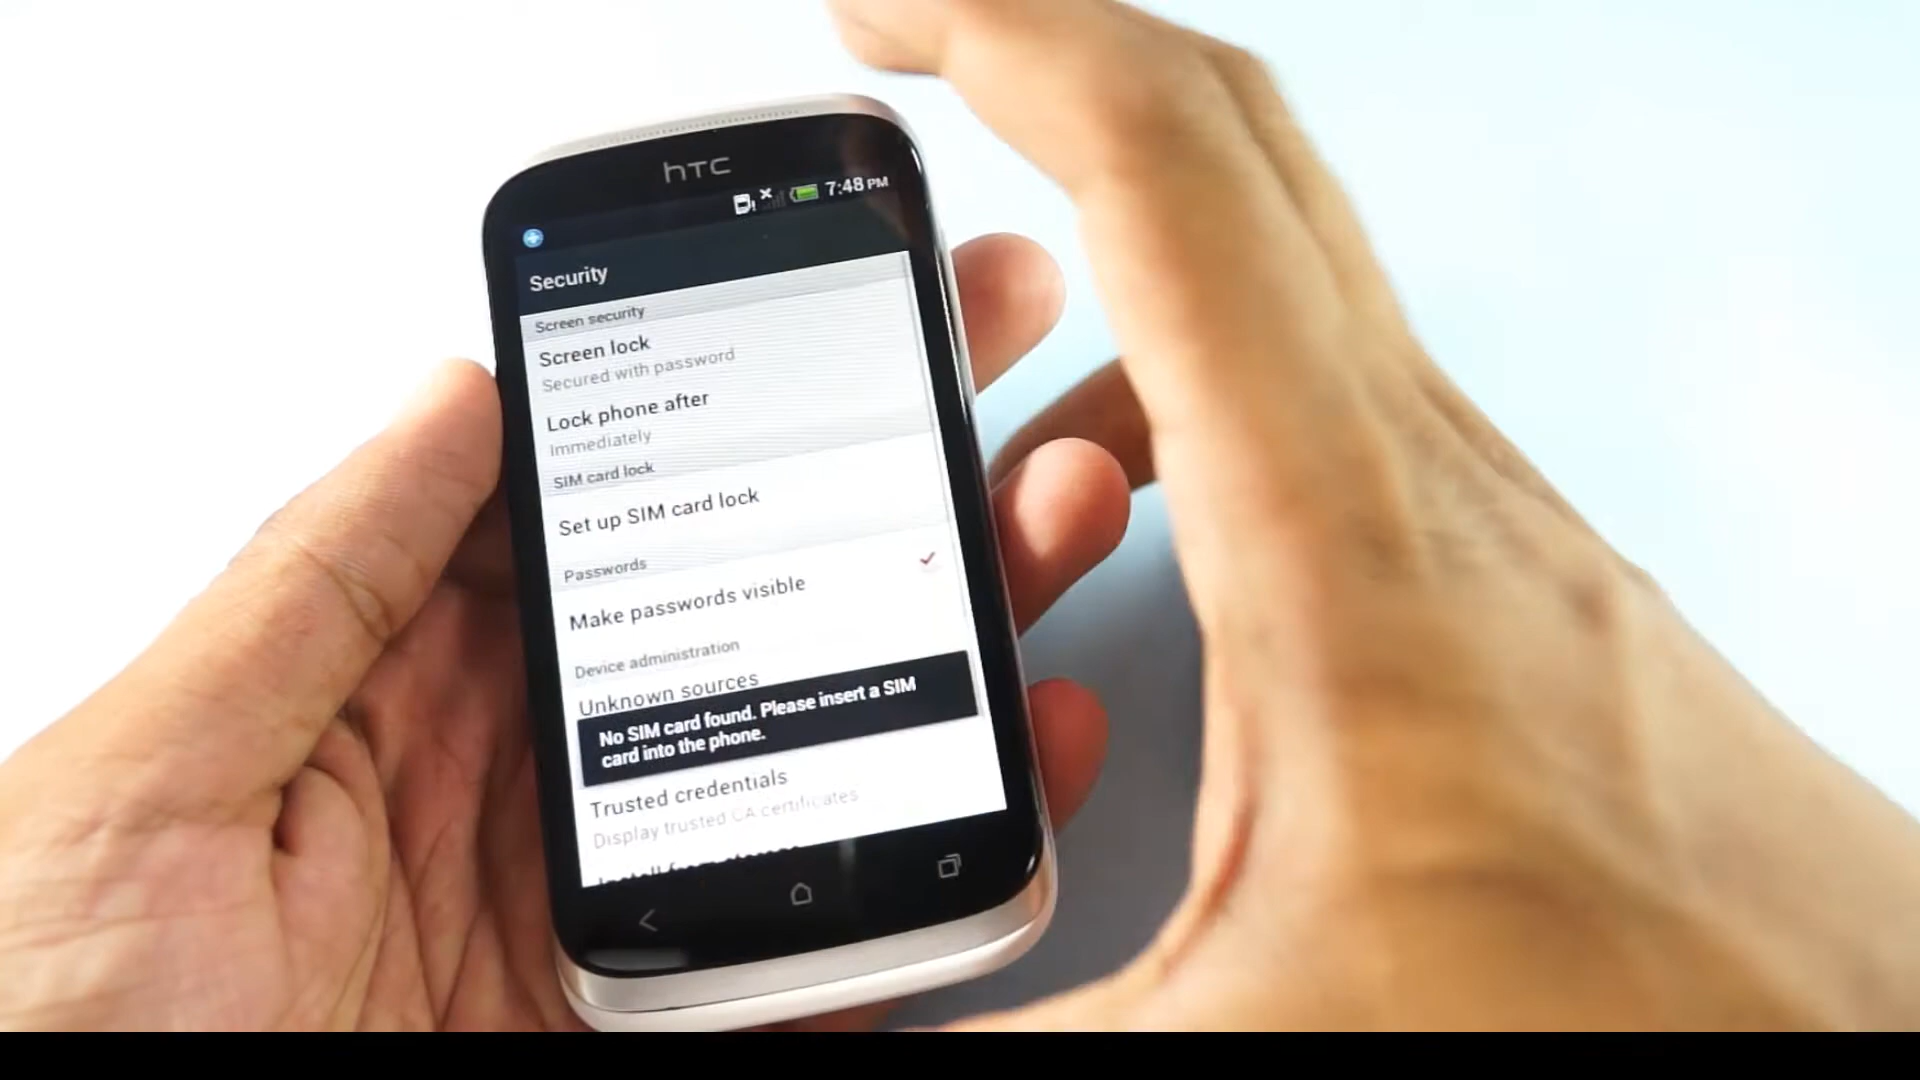 hTC
7:48 PM
Security
Screen security
Screen lock
Secured with password
Lock phone after
Immediately
SIM card lock
Set up SIM card lock
Passwords
Make passwords visible
Device administration
Unknown sources
No SIM card found. Please insert a SIM
card into the phone.
Trusted credentials
Display trusted CA certificates